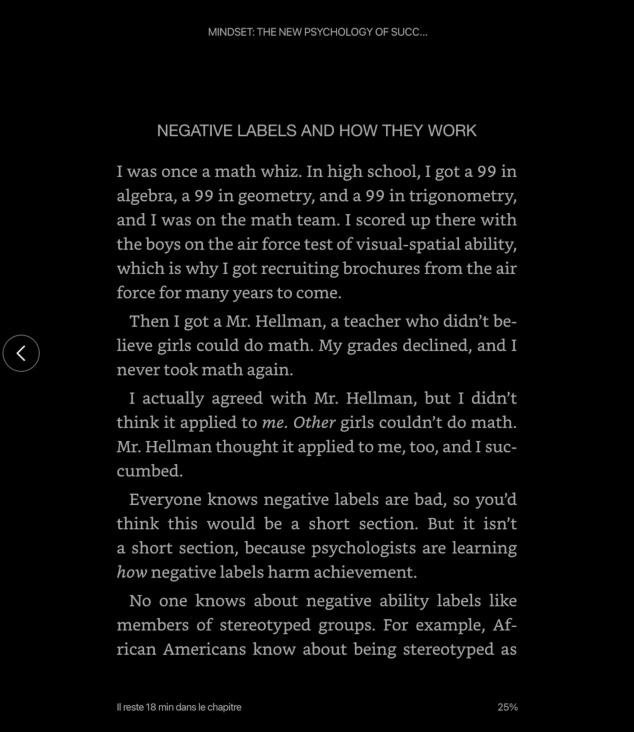 MINDSET: THE NEW PSYCHOLOGY OF SUCC...
NEGATIVE LABELS AND HOW THEY WORK
I was once a math whiz. In high school, I got a 99 in
algebra, a 99 in geometry, and a 99 in trigonometry,
and I was on the math team. I scored up there with
the boys on the air force test of visual-spatial ability,
which is why I got recruiting brochures from the air
force for many years to come.
Then I got a Mr. Hellman, a teacher who didn’t be-
lieve girls could do math. My grades declined, and I
never took math again.
I actually agreed with Mr. Hellman, but I didn’t
think it applied to me. Other girls couldn’t do math.
Mr. Hellman thought it applied to me, too, and I suc-
cumbed.
Everyone knows negative labels are bad, so you’d
think this would be a short section. But it isn’t
a short section, because psychologists are learning
how negative labels harm achievement.
No one knows about negative ability labels like
members of stereotyped groups. For example, Af-
rican Americans know about being stereotyped as
Il reste 18 min dans le chapitre
25%